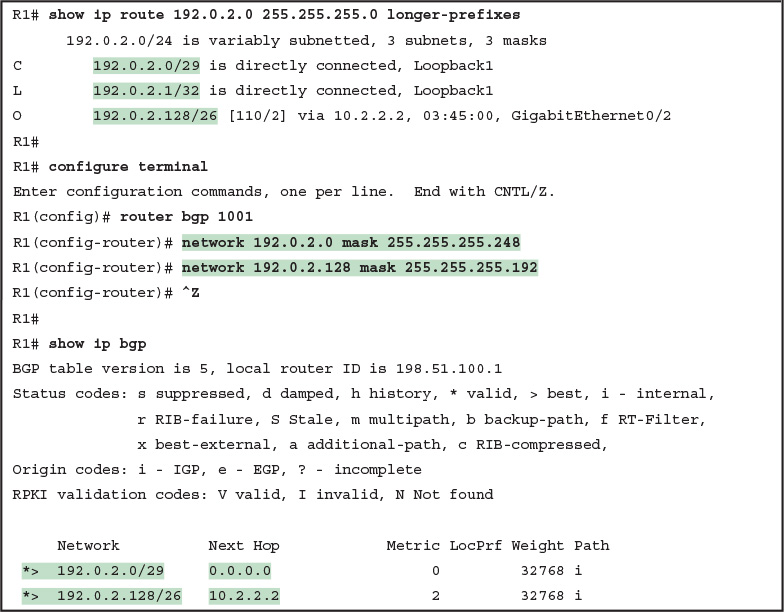 R1# show ip route 192.0.2.0 255.255.255.0 longer-prefixes
      192.0.2.0/24 is variably subnetted, 3 subnets, 3 masks
C        192.0.2.0/29 is directly connected, Loopback1
L        192.0.2.1/32 is directly connected, Loopback1
O        192.0.2.128/26 [110/2] via 10.2.2.2, 03:45:00, GigabitEthernet0/2
R1#
R1# configure terminal
Enter configuration commands, one per line.  End with CNTL/Z.
R1(config)# router bgp 1001
R1(config-router)# network 192.0.2.0 mask 255.255.255.248
R1(config-router)# network 192.0.2.128 mask 255.255.255.192
R1(config-router)# ^Z
R1#
R1# show ip bgp
BGP table version is 5, local router ID is 198.51.100.1
Status codes: s suppressed, d damped, h history, * valid, > best, i - internal,
              r RIB-failure, S Stale, m multipath, b backup-path, f RT-Filter,
              x best-external, a additional-path, c RIB-compressed,
Origin codes: i - IGP, e - EGP, ? - incomplete
RPKI validation codes: V valid, I invalid, N Not found
     Network          Next Hop            Metric LocPrf Weight Path
 *>  192.0.2.0/29     0.0.0.0                  0         32768 i
 *>  192.0.2.128/26   10.2.2.2                 2         32768 i